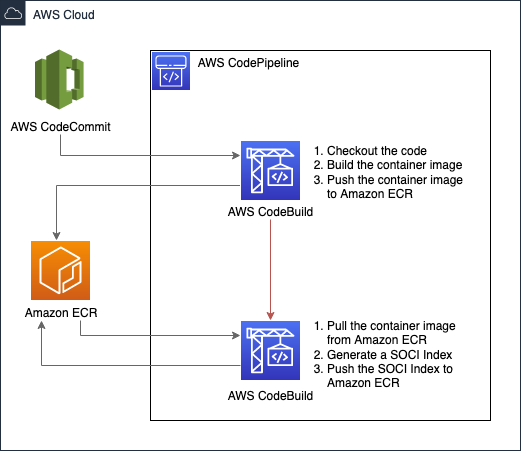 AWS Cloud
AWS CodePipeline
AWS CodeCommit
1. Checkout the code
2. Build the container image
3. Push the container image
to Amazon ECR
AWS CodeBuild
Amazon ECR
1. Pull the container image
from Amazon ECR
2. Generate a SOCI Index
3. Push the SOCI Index to
Amazon ECR
AWS CodeBuild